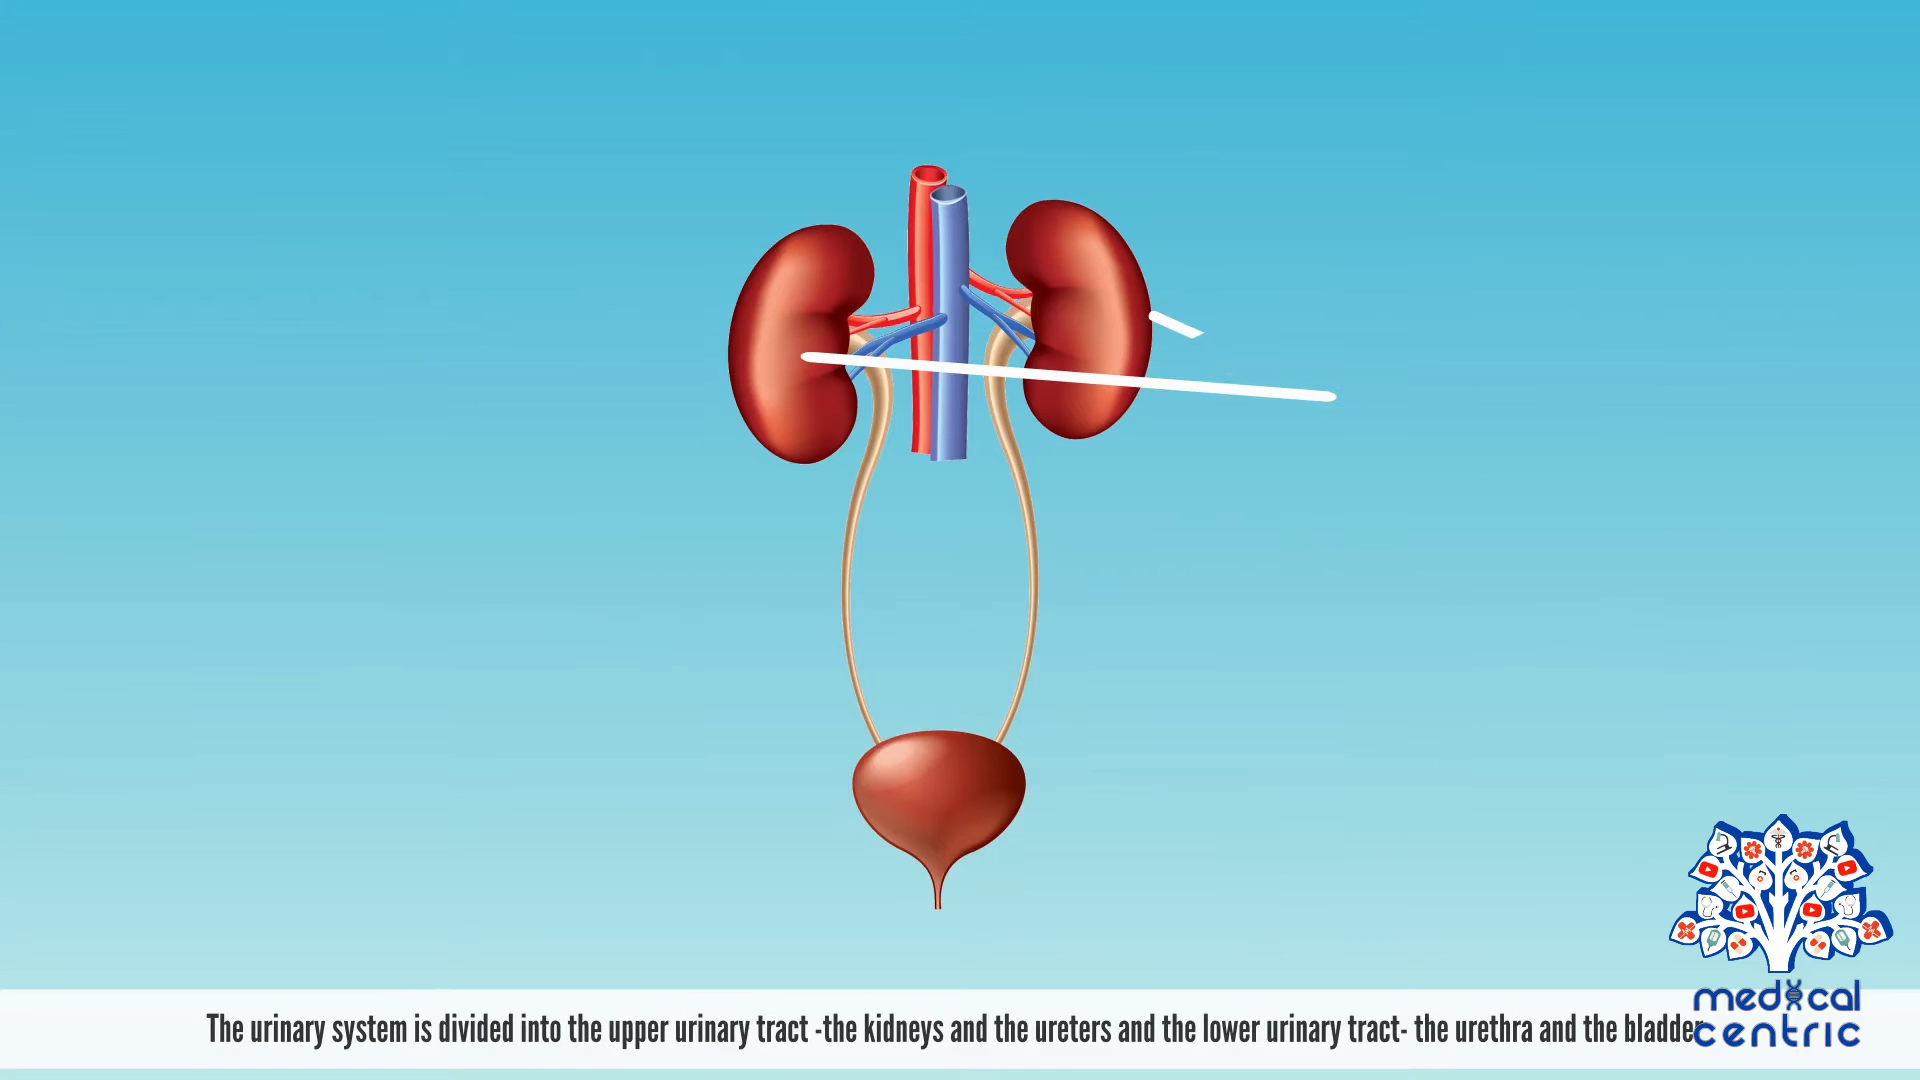 The urinary system is divided into the upper urinary tract -the kidneys and the ureters and the lower urinary tract- the urethra and the bladder
medical
centric